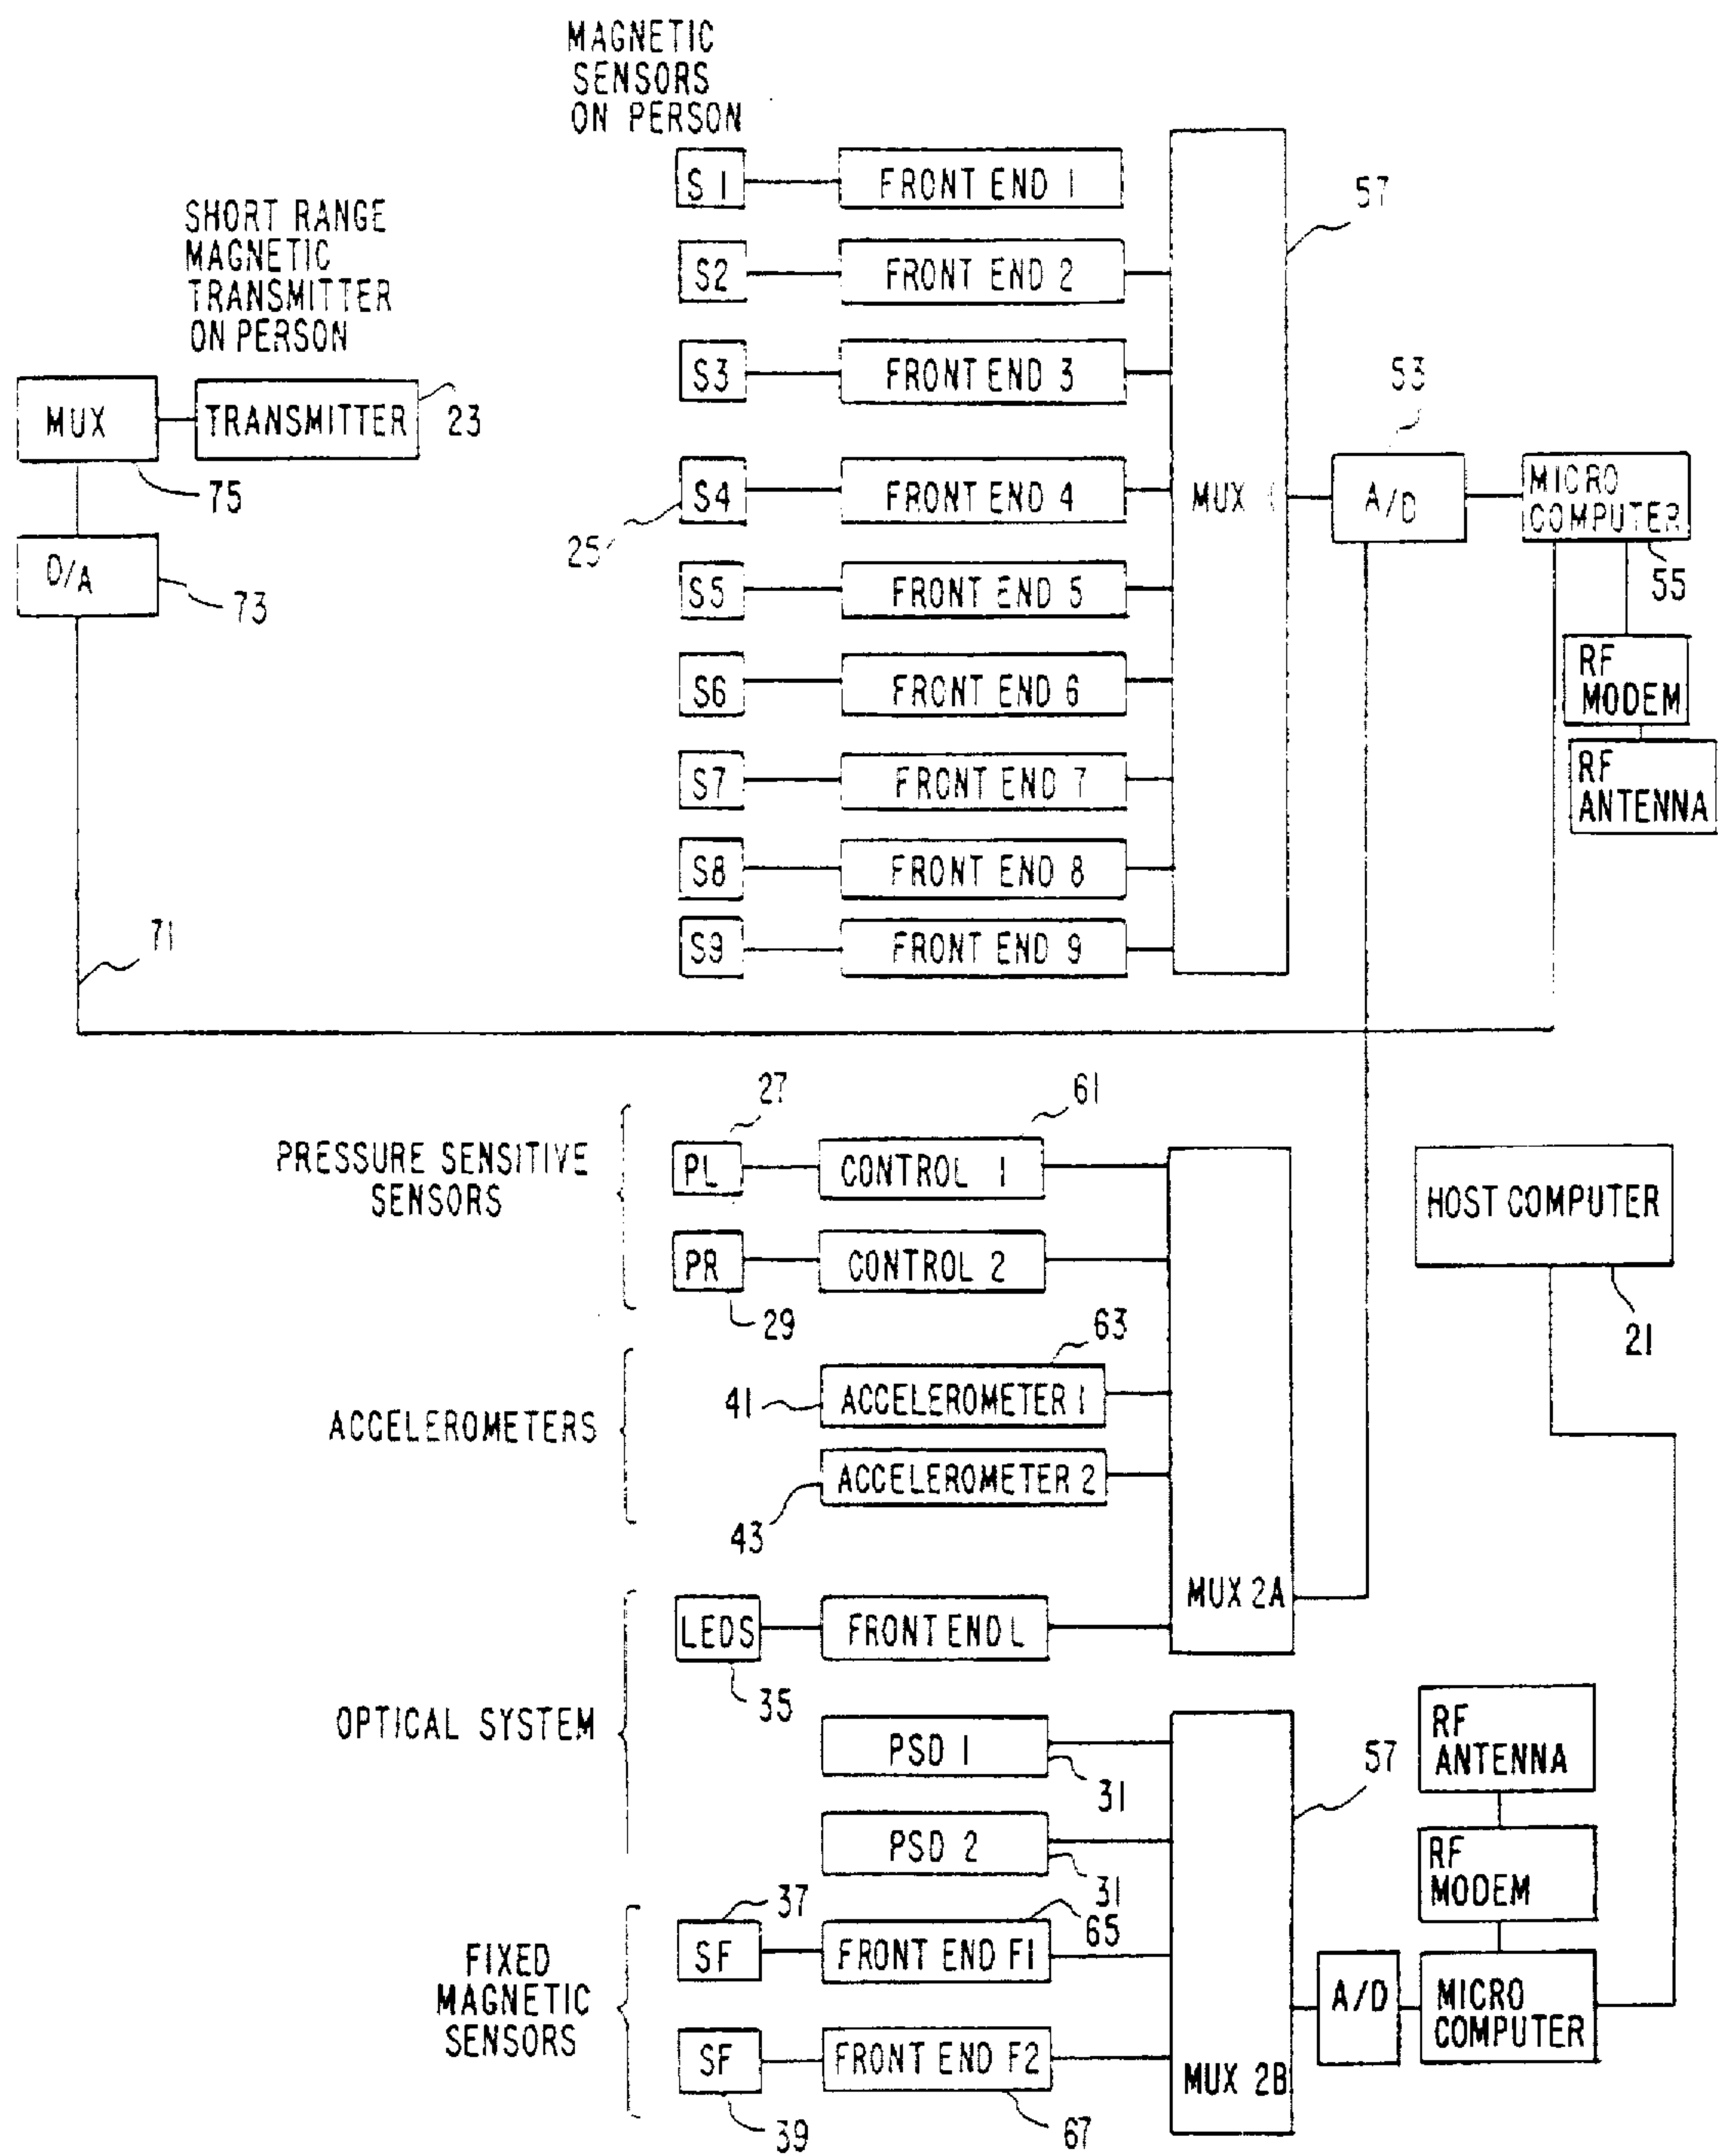 MAGNETIC
SENSORS
ON PERSON
S1
FRONT END 1
57
SHORT RANGE
MAGNETIC
TRANSMITTER
ON PERSON
S2
FRONT END 2
S3
FRONT END 3
53
MUX
TRANSMITTER
23
75
S4
FRONT END 4
MUX
A/D
MICRO
COMPUTER
25
55
D/A
73
S5
FRONT END 5
RF
MODEM
S6
FRONT END 6
S7
FRONT END 7
RF
ANTENNA
S8
FRONT END 8
S9
FRONT END 9
71
27
61
PRESSURE SENSITIVE
SENSORS
PL
CONTROL 1
PR
CONTROL 2
29
HOST COMPUTER
21
63
ACCELEROMETERS
41
ACCELEROMETER 1
ACCELEROMETER 2
43
MUX 2A
LEDS
FRONT END L
35
OPTICAL SYSTEM
PSD 1
31
57
RF
ANTENNA
PSD 2
31
RF
MODEM
37
65
FIXED
MAGNETIC
SENSORS
SF
FRONT END F1
SF
FRONT END F2
39
67
MUX 2B
A/D
MICRO
COMPUTER